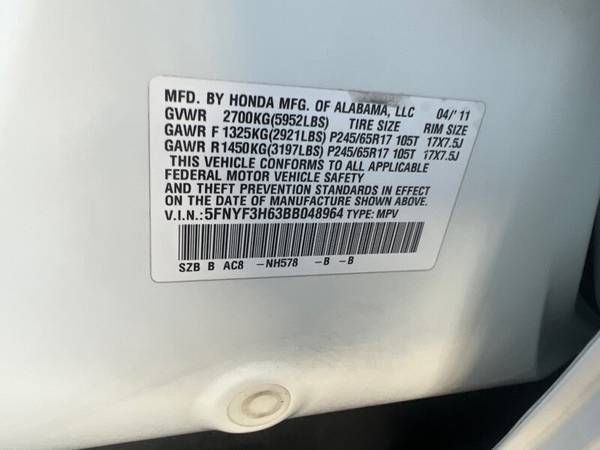 MFD. BY HONDA MFG. OF ALABAMA, LLC 04/'11
GVWR 2700KG(5952LBS) TIRE SIZE RIM SIZE
GAWR F 1325KG(2921LBS) P245/65R17 105T 17X7.5J
GAWR R1450KG(3197LBS) P245/65R17 105T 17X7.5J
THIS VEHICLE CONFORMS TO ALL APPLICABLE
FEDERAL MOTOR VEHICLE SAFETY
AND THEFT PREVENTION STANDARDS IN EFFECT
ON THE DATE OF MANUFACTURE SHOWN ABOVE.
V.I.N.:5FNYF3H63BB048964 TYPE: MPV
SZB B AC8 -NH578 -B -B